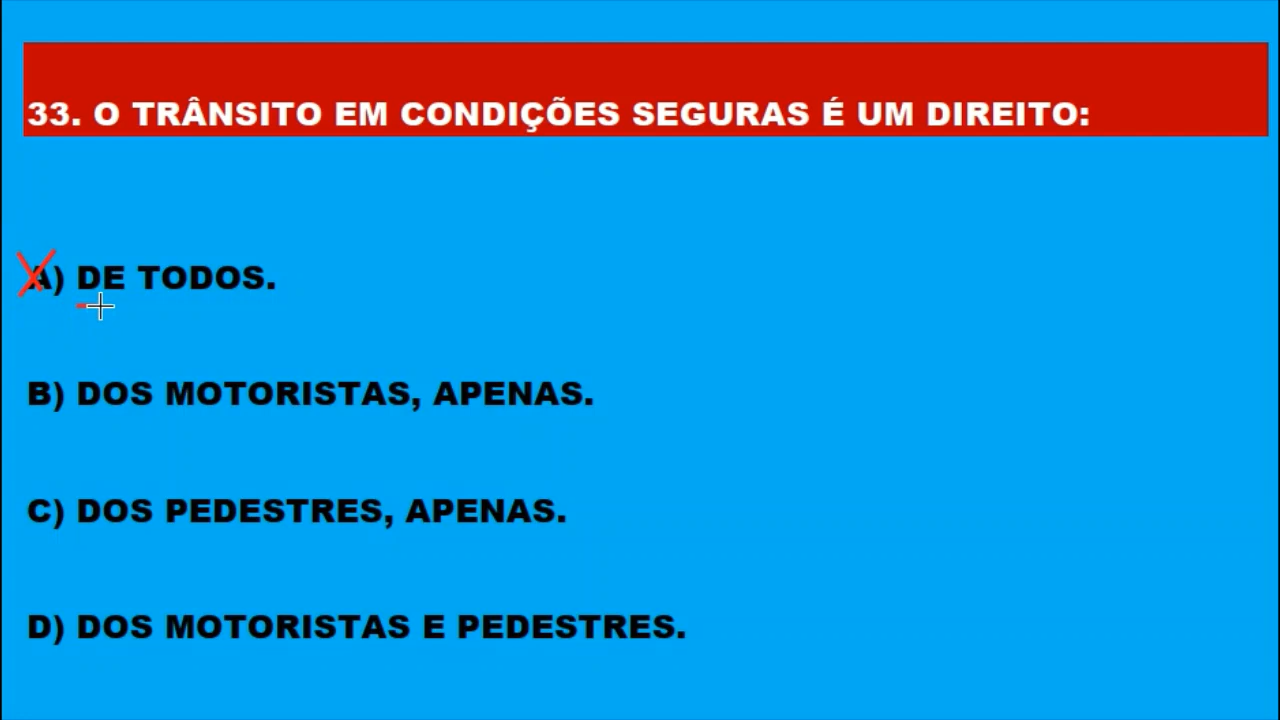 33. O TRÂNSITO EM CONDIÇÕES SEGURAS É UM DIREITO:
A) DE TODOS.
B) DOS MOTORISTAS, APENAS.
C) DOS PEDESTRES, APENAS.
D) DOS MOTORISTAS E PEDESTRES.